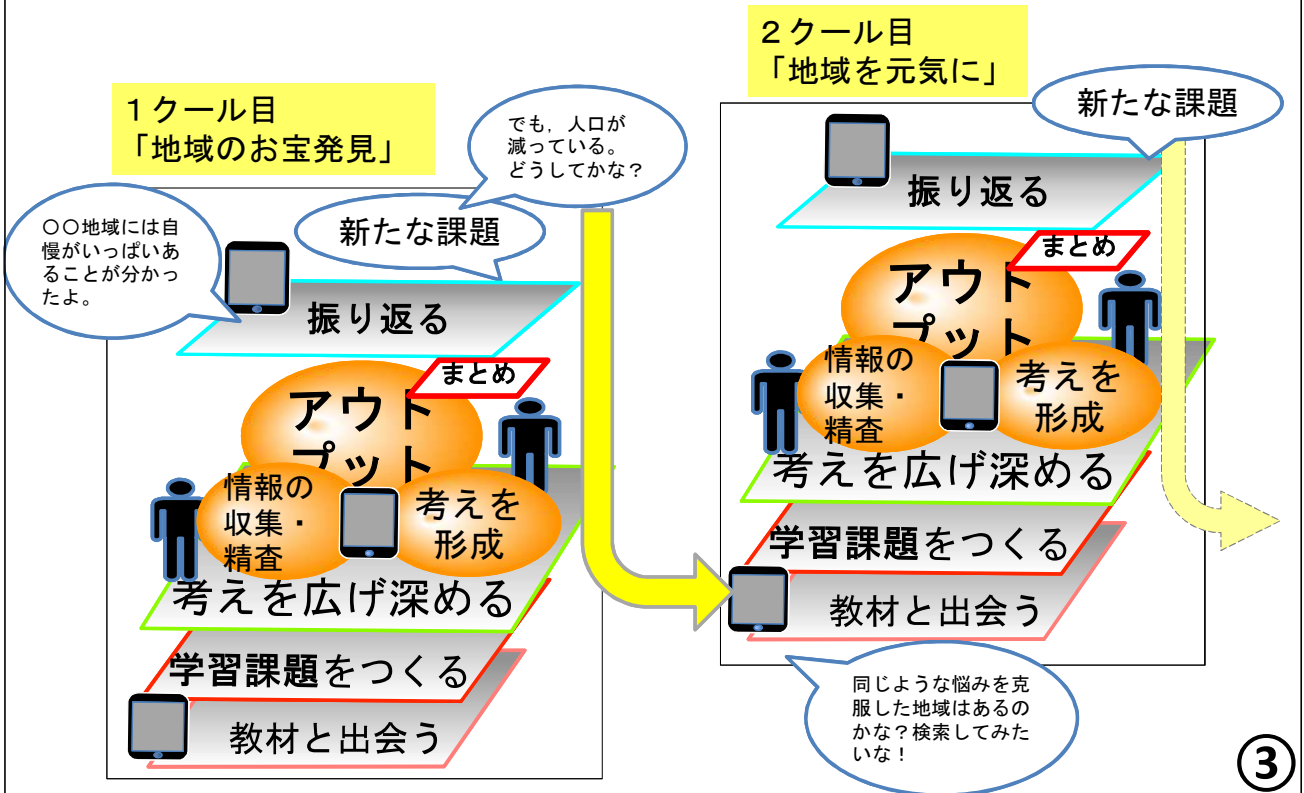 １クール目
「地域のお宝発見」
でも，人口が
減っている。
どうしてかな？
〇〇地域には自
慢がいっぱいあ
ることが分かっ
たよ。
新たな課題
振り返る
まとめ
アウト
プット
情報の
収集・
精査
考えを
形成
考えを広げ深める
学習課題をつくる
教材と出会う
２クール目
「地域を元気に」
新たな課題
振り返る
まとめ
アウト
プット
情報の
収集・
精査
考えを
形成
考えを広げ深める
学習課題をつくる
教材と出会う
同じような悩みを克
服した地域はあるの
かな？検索してみた
いな！
③